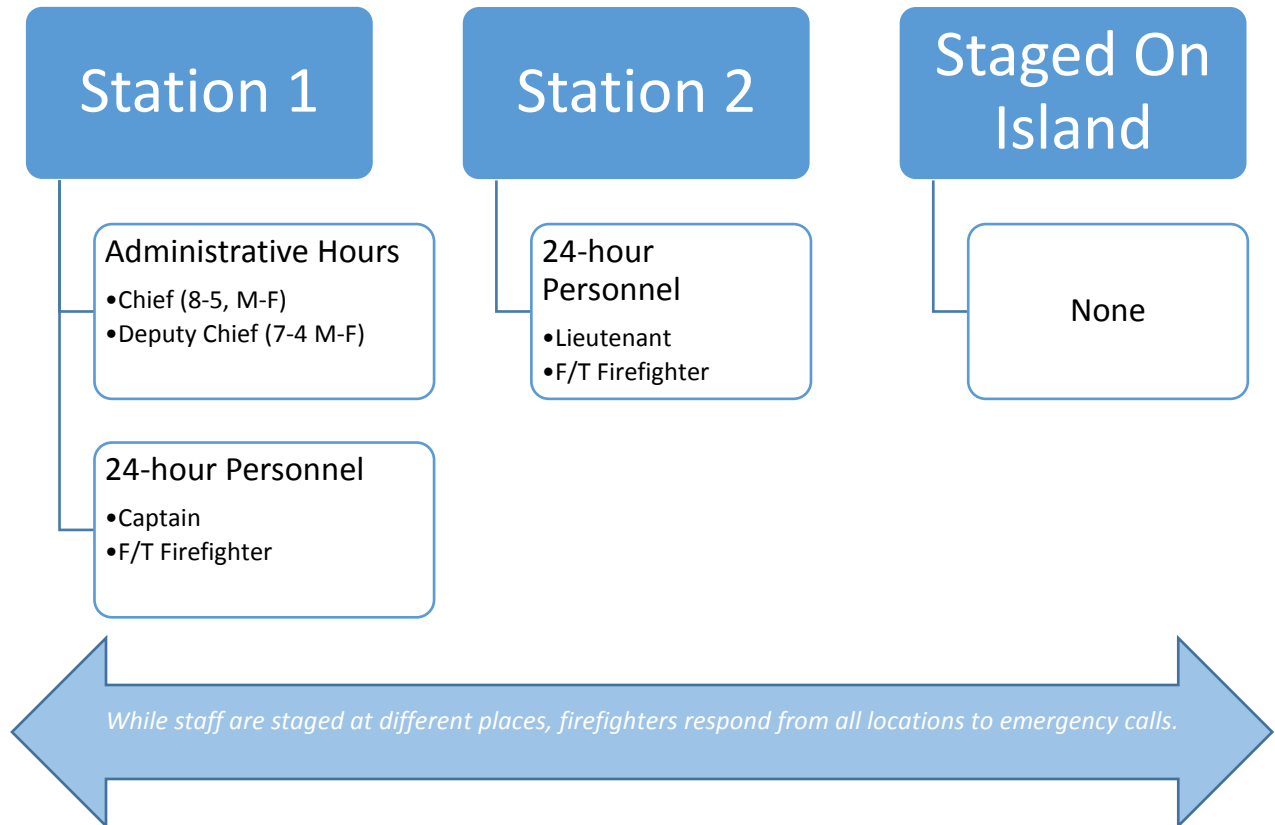 Station 1
Administrative Hours
•Chief (8-5, M-F)
•Deputy Chief (7-4 M-F)
24-hour Personnel
•Captain
•F/T Firefighter
Station 2
24-hour
Personnel
•Lieutenant
•F/T Firefighter
Staged On
Island
None
While staff are staged at different places, firefighters respond from all locations to emergency calls.